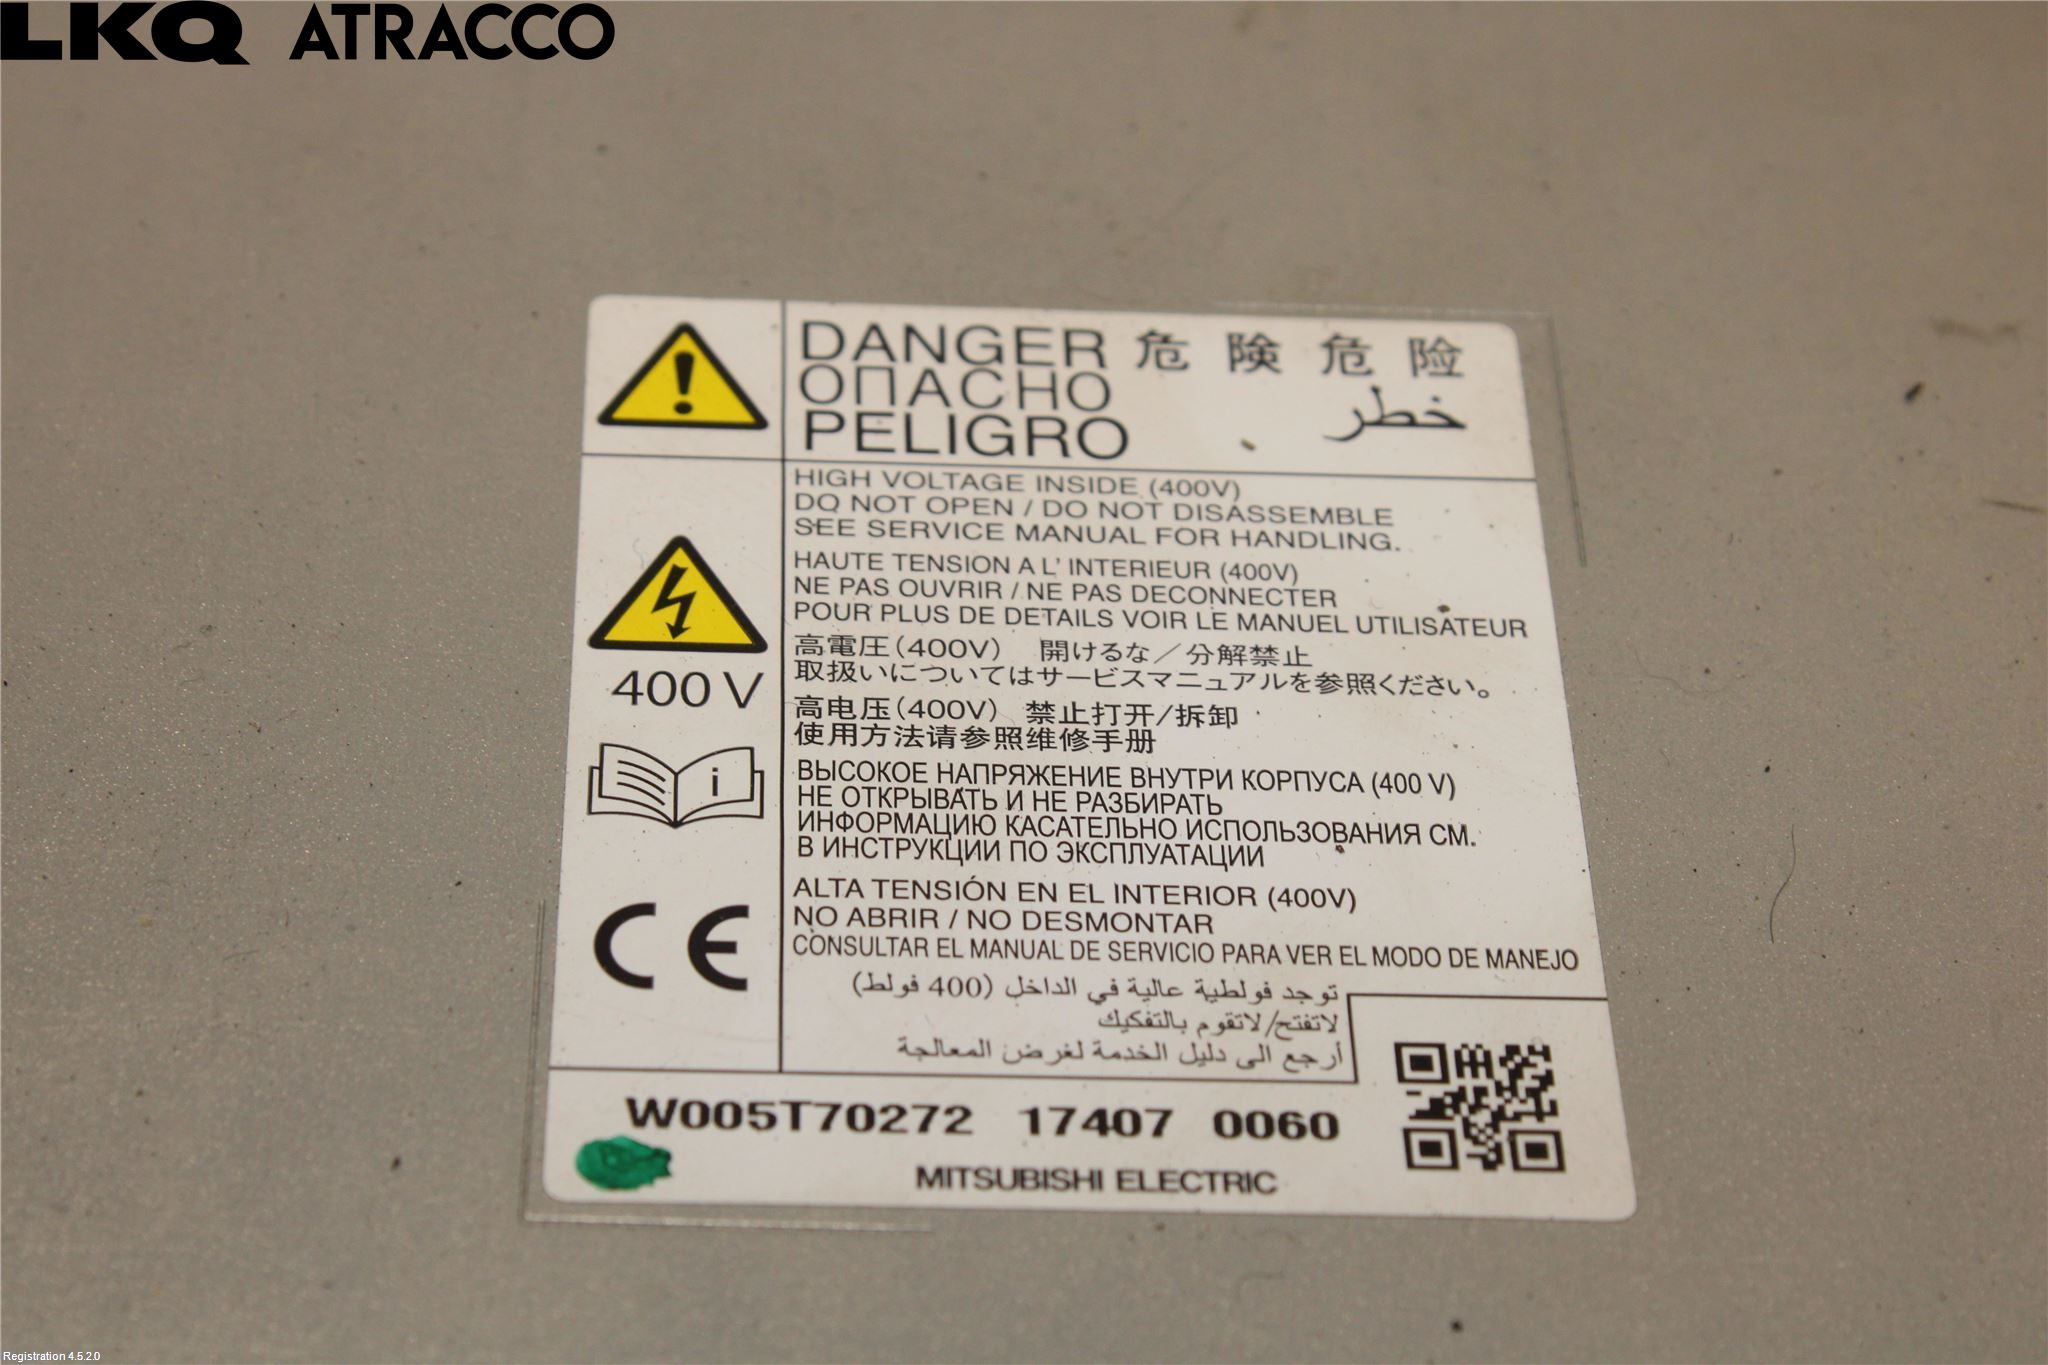 LKQ ATRACCO
DANGER 危険 危险
ОПАСНО
خطر
PELIGRO
HIGH VOLTAGE INSIDE (400V)
DO NOT OPEN / DO NOT DISASSEMBLE
SEE SERVICE MANUAL FOR HANDLING.
HAUTE TENSION A L' INTERIEUR (400V)
NE PAS OUVRIR / NE PAS DECONNECTER
POUR PLUS DE DETAILS VOIR LE MANUEL UTILISATEUR
400 V
高電圧(400V) 開けるな／分解禁止
取扱いについてはサービスマニュアルを参照ください。
高电压(400V) 禁止打开/拆卸
使用方法请参照维修手册
i
ВЫСОКОЕ НАПРЯЖЕНИЕ ВНУТРИ КОРПУСА (400 V)
НЕ ОТКРЫВАТЬ И НЕ РАЗБИРАТЬ
ИНФОРМАЦИЮ КАСАТЕЛЬНО ИСПОЛЬЗОВАНИЯ СМ.
В ИНСТРУКЦИИ ПО ЭКСПЛУАТАЦИИ
CE
ALTA TENSIÓN EN EL INTERIOR (400V)
NO ABRIR / NO DESMONTAR
CONSULTAR EL MANUAL DE SERVICIO PARA VER EL MODO DE MANEJO
توجد فولطية عالية في الداخل (400 فولط)
لاتفتح/لاتقوم بالتفكيك
أرجع الى دليل الخدمة لغرض المعالجة
W005T70272 17407 0060
MITSUBISHI ELECTRIC
Registration 4.5.2.0